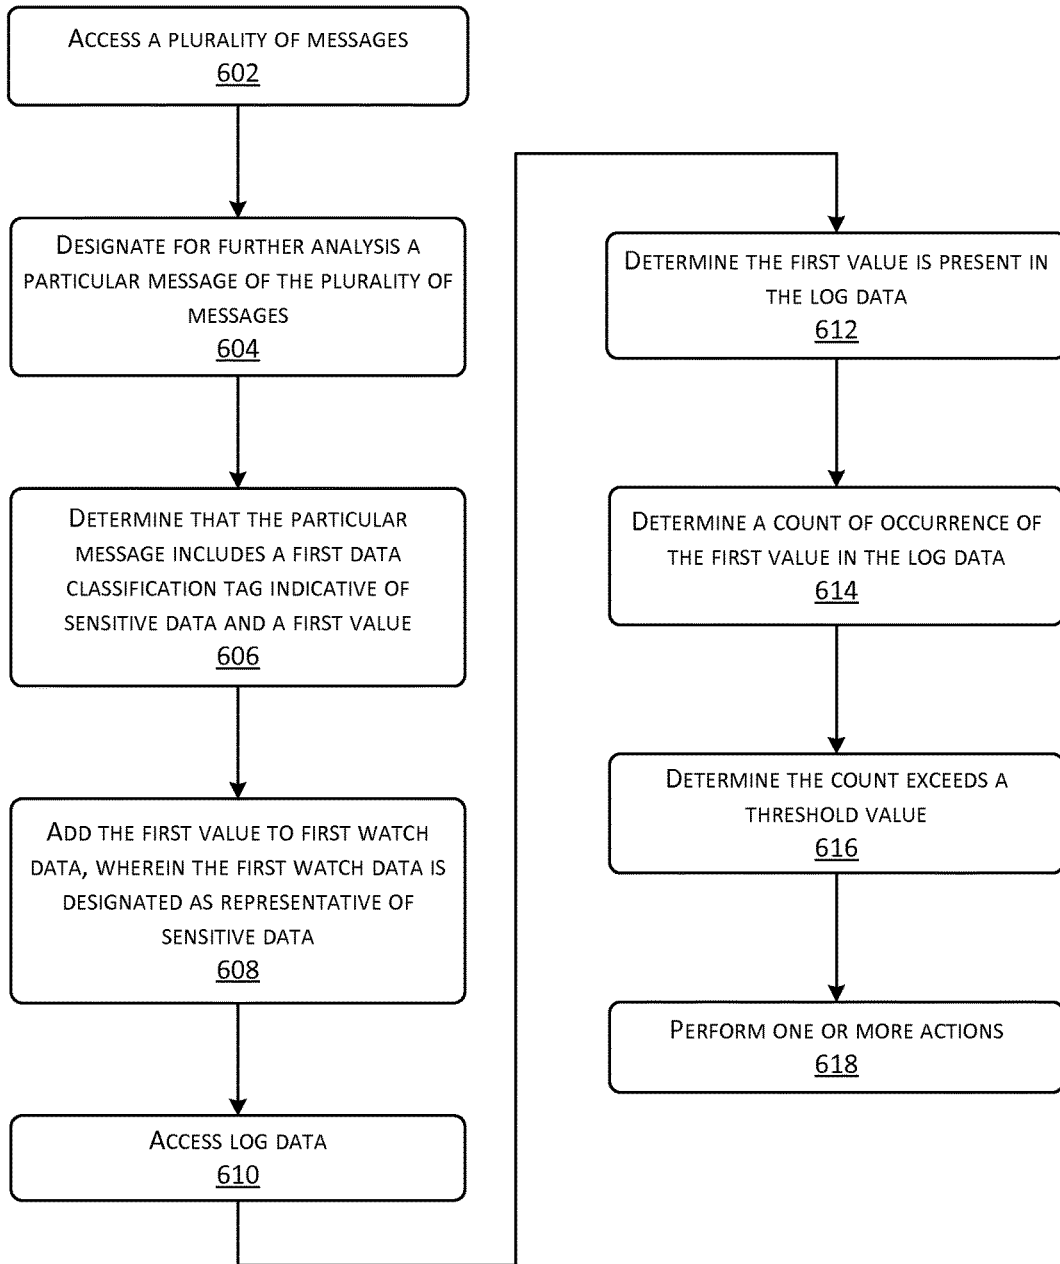 ACCESS A PLURALITY OF MESSAGES
602
DESIGNATE FOR FURTHER ANALYSIS A
PARTICULAR MESSAGE OF THE PLURALITY OF
MESSAGES
604
DETERMINE THAT THE PARTICULAR
MESSAGE INCLUDES A FIRST DATA
CLASSIFICATION TAG INDICATIVE OF
SENSITIVE DATA AND A FIRST VALUE
606
ADD THE FIRST VALUE TO FIRST WATCH
DATA, WHEREIN THE FIRST WATCH DATA IS
DESIGNATED AS REPRESENTATIVE OF
SENSITIVE DATA
608
ACCESS LOG DATA
610
DETERMINE THE FIRST VALUE IS PRESENT IN
THE LOG DATA
612
DETERMINE A COUNT OF OCCURRENCE OF
THE FIRST VALUE IN THE LOG DATA
614
DETERMINE THE COUNT EXCEEDS A
THRESHOLD VALUE
616
PERFORM ONE OR MORE ACTIONS
618